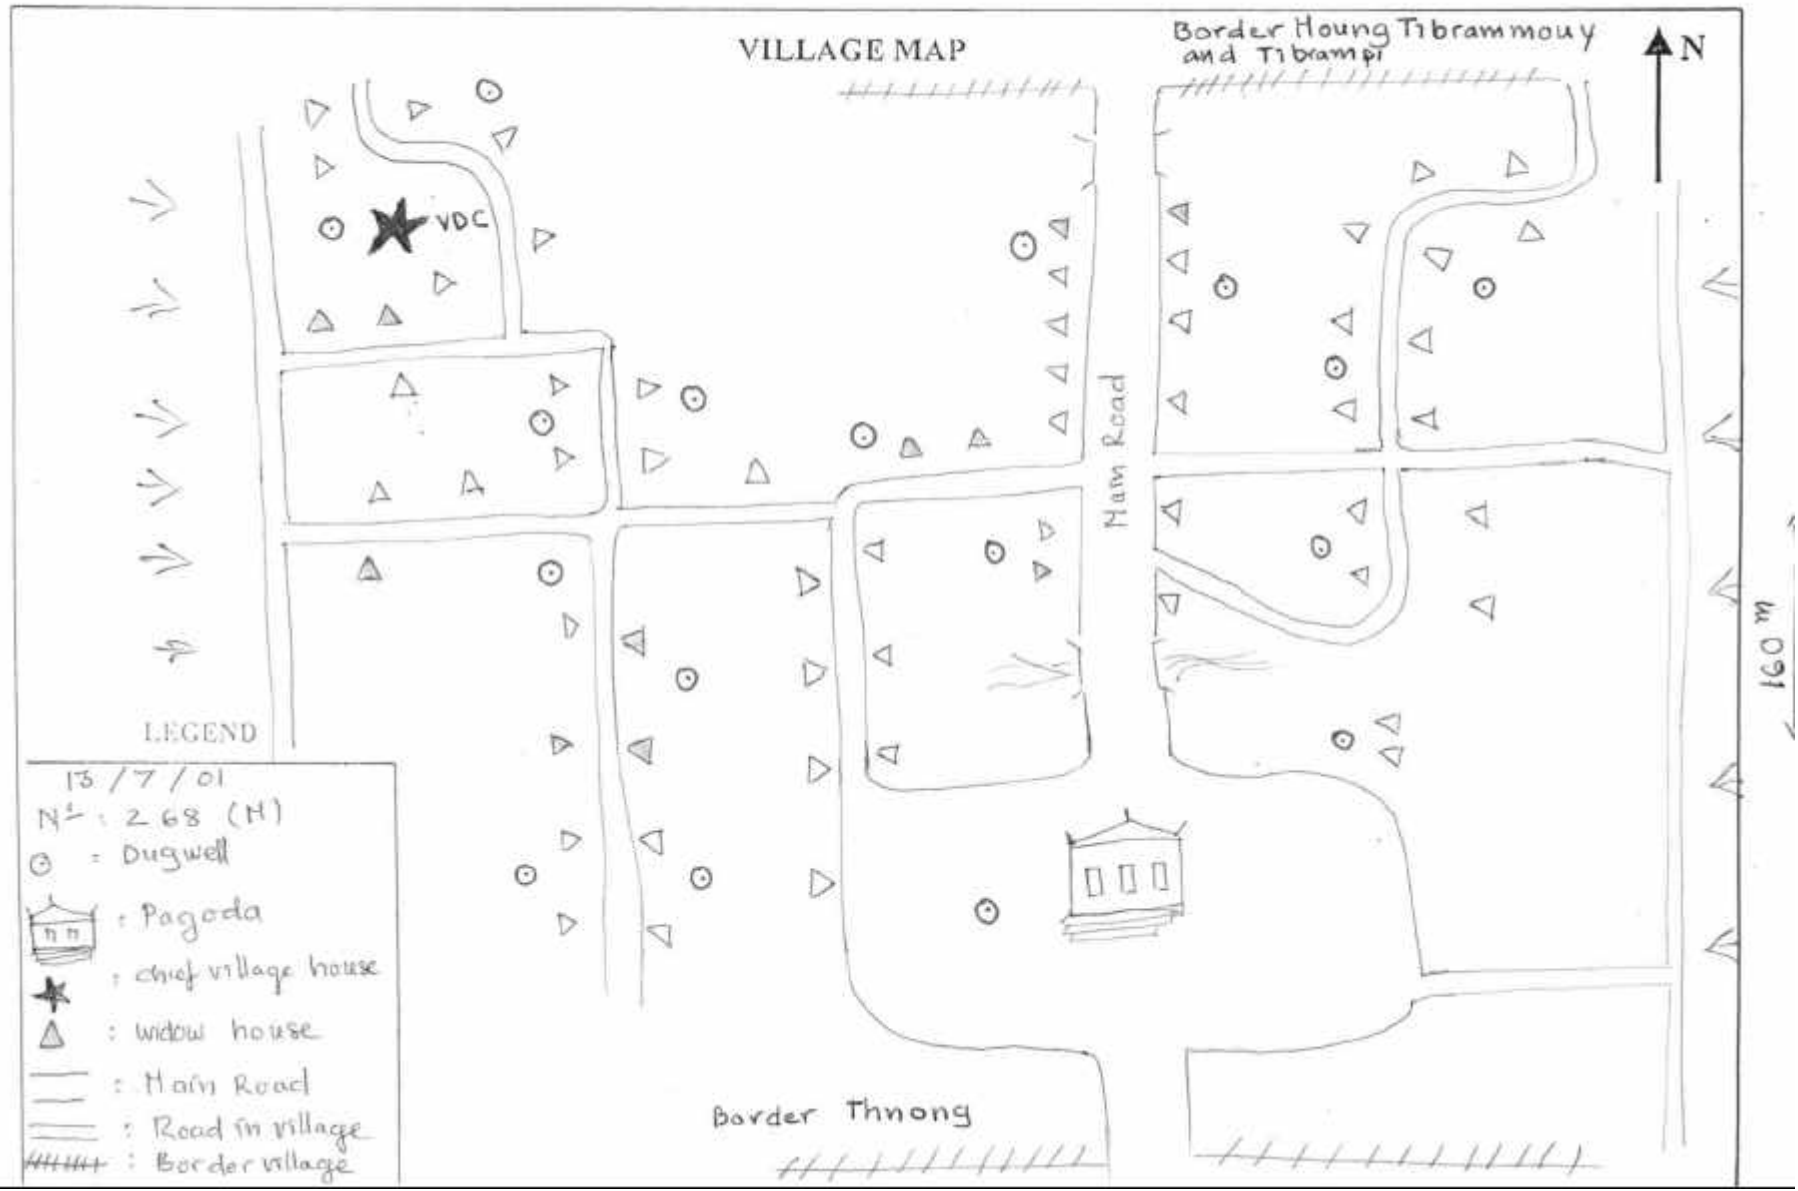 VILLAGE MAP
Border Houng Tibrammouy
and Tibrampi
N
VDC
Main Road
160 m
LEGEND
13/7/01
Nº: 268 (H)
: Dugwell
: Pagoda
: chief village house
: widow house
: Main Road
: Road in village
: Border village
Border Thnong